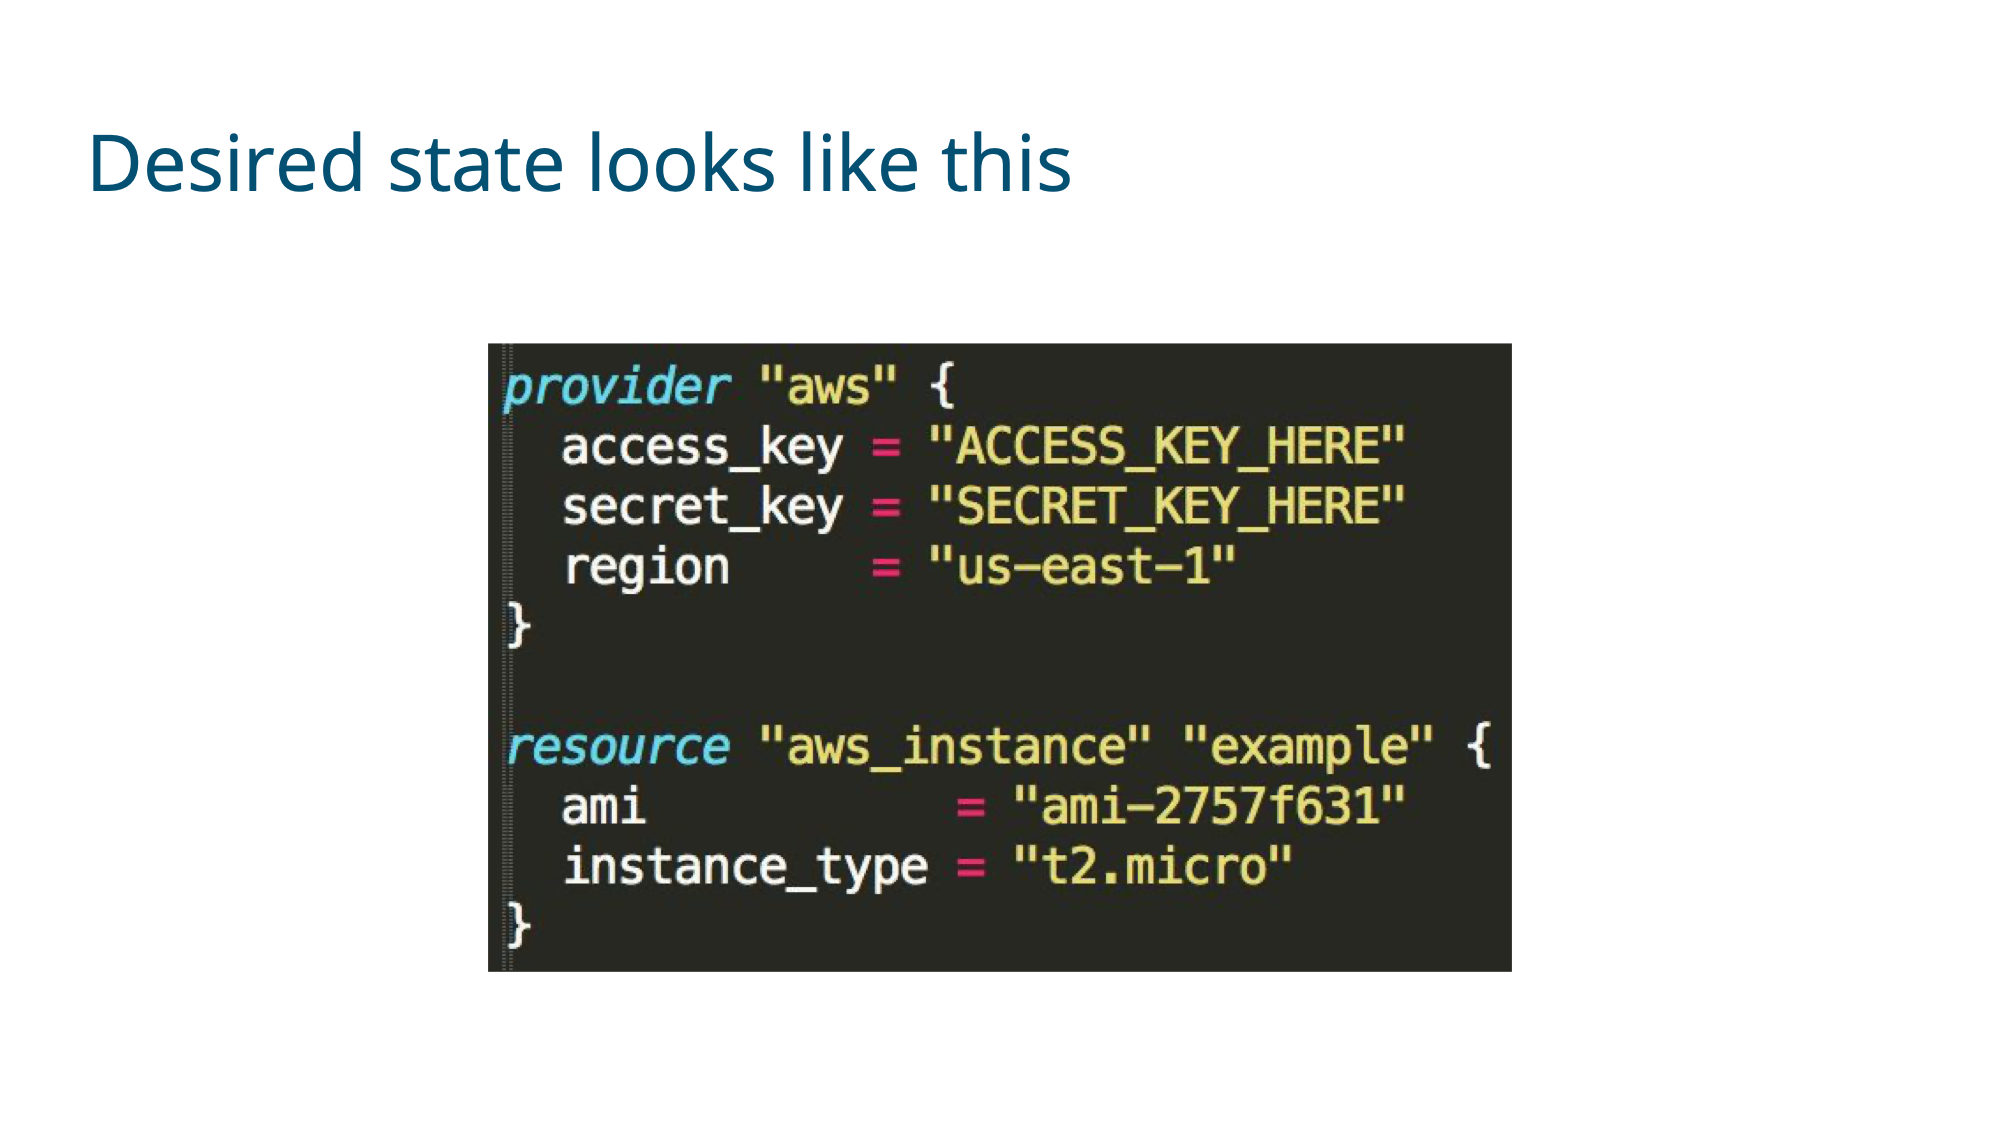 Desired state looks like this
provider "aws" {
  access_key = "ACCESS_KEY_HERE"
  secret_key = "SECRET_KEY_HERE"
  region     = "us-east-1"
}
resource "aws_instance" "example" {
  ami           = "ami-2757f631"
  instance_type = "t2.micro"
}